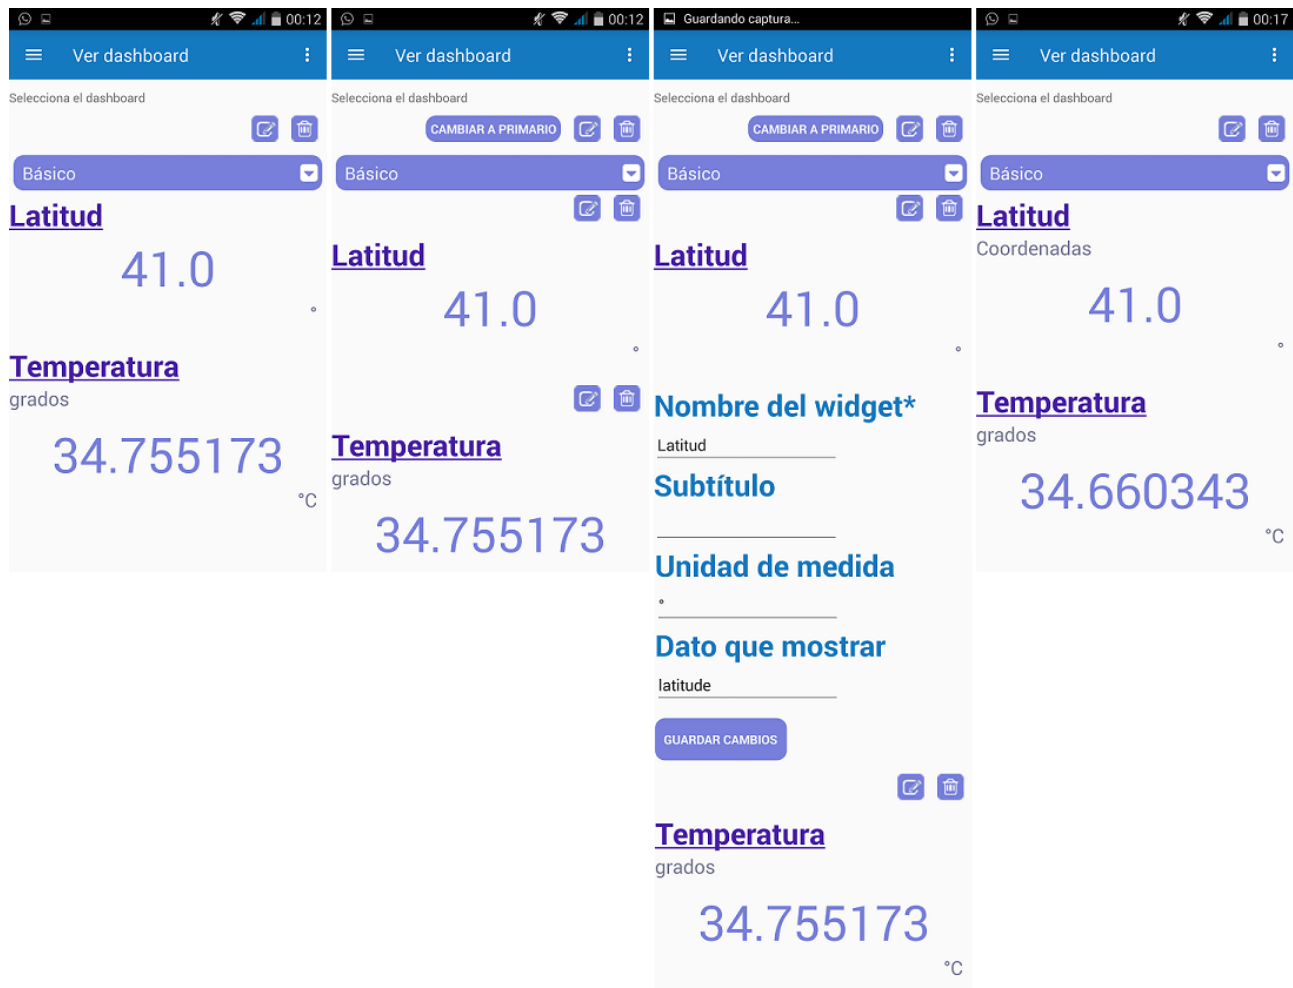 00:12
Ver dashboard
Selecciona el dashboard
Básico
Latitud
41.0
°
Temperatura
grados
34.755173
°C
00:12
Ver dashboard
Selecciona el dashboard
CAMBIAR A PRIMARIO
Básico
Latitud
41.0
°
Temperatura
grados
34.755173
Guardando captura...
Ver dashboard
Selecciona el dashboard
CAMBIAR A PRIMARIO
Básico
Latitud
41.0
°
Nombre del widget*
Latitud
Subtítulo
Unidad de medida
°
Dato que mostrar
latitude
GUARDAR CAMBIOS
Temperatura
grados
34.755173
°C
00:17
Ver dashboard
Selecciona el dashboard
Básico
Latitud
Coordenadas
41.0
°
Temperatura
grados
34.660343
°C